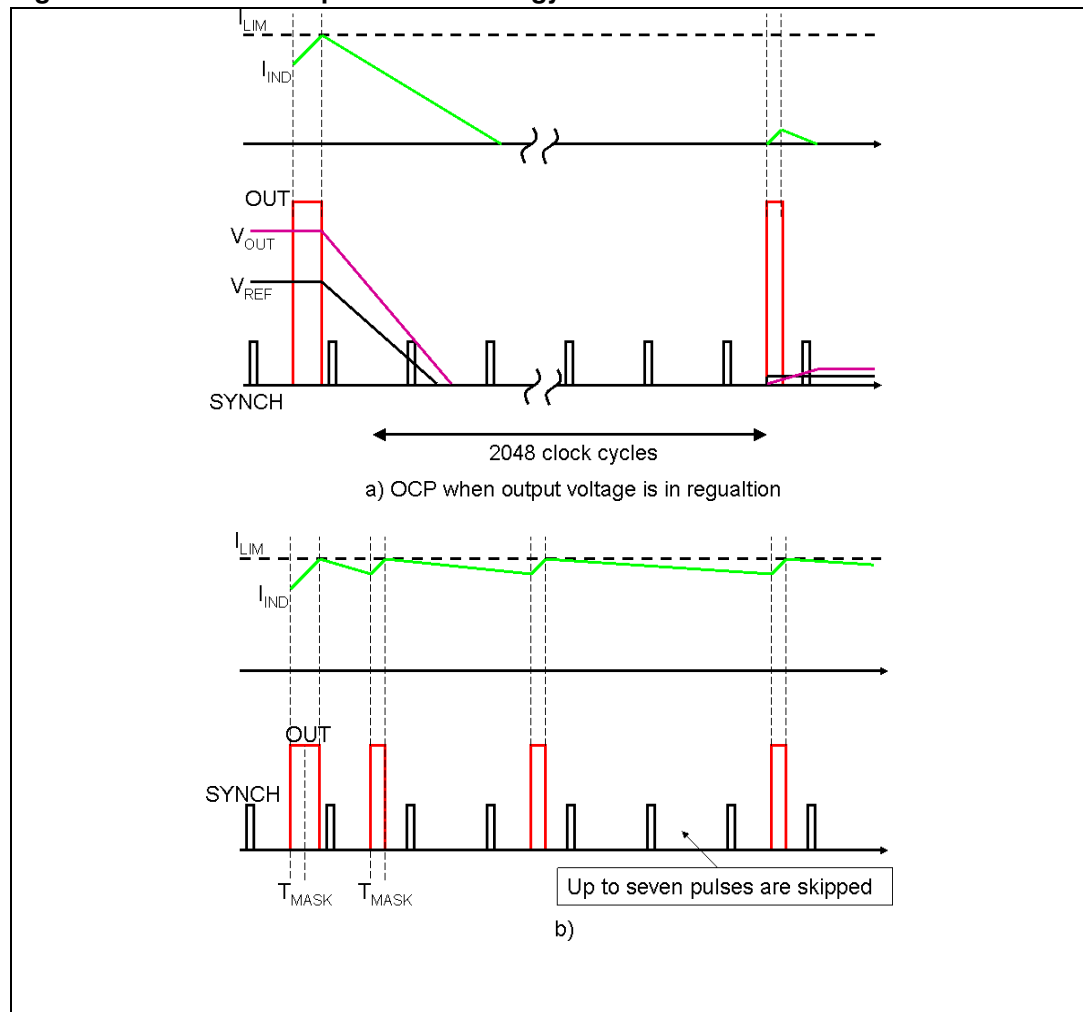 I_LIM
I_IND
OUT
V_OUT
V_REF
SYNCH
2048 clock cycles
a) OCP when output voltage is in regualtion
I_LIM
I_IND
OUT
SYNCH
T_MASK T_MASK
Up to seven pulses are skipped
b)